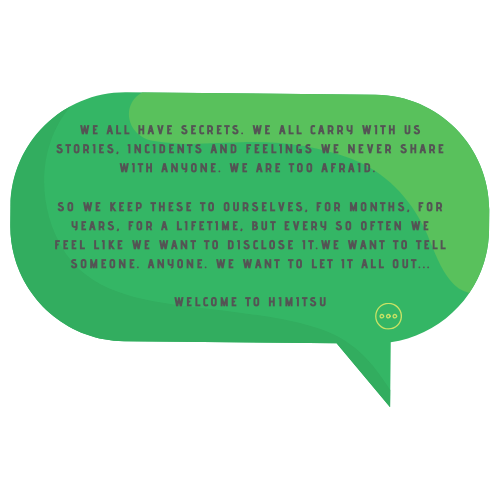 WE ALL HAVE SECRETS. WE ALL CARRY WITH US
STORIES, INCIDENTS AND FEELINGS WE NEVER SHARE
WITH ANYONE. WE ARE TOO AFRAID.
SO WE KEEP THESE TO OURSELVES, FOR MONTHS, FOR
YEARS, FOR A LIFETIME, BUT EVERY SO OFTEN WE
FEEL LIKE WE WANT TO DISCLOSE IT.WE WANT TO TELL
SOMEONE. ANYONE. WE WANT TO LET IT ALL OUT...
WELCOME TO HIMITSU